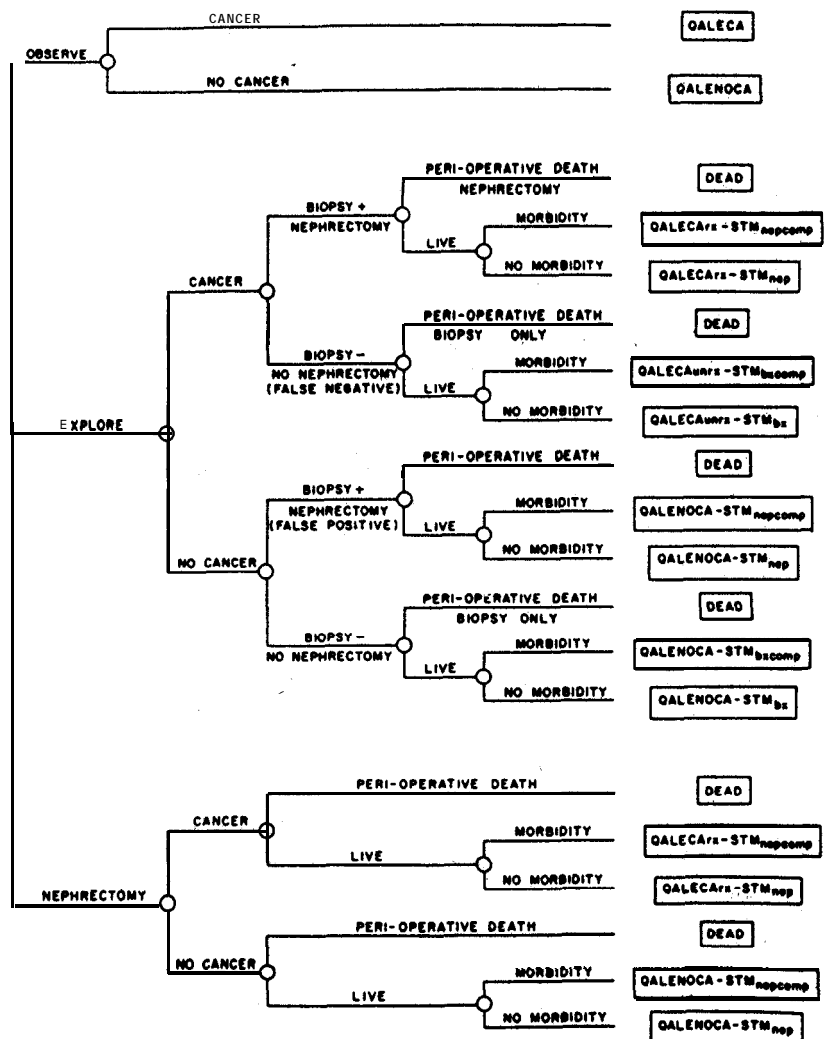 CANCER
QALECA
OBSERVE
NO CANCER
QALENOCA
PERI-OPERATIVE DEATH
DEAD
NEPHRECTOMY
BIOPSY +
NEPHRECTOMY
MORBIDITY
QALECArx-STMnepcomp
LIVE
NO MORBIDITY
QALECArx-STMnep
CANCER
PERI-OPERATIVE DEATH
DEAD
BIOPSY ONLY
BIOPSY-
NO NEPHRECTOMY
(FALSE NEGATIVE)
MORBIDITY
QALECAunrx-STMbxcomp
LIVE
NO MORBIDITY
QALECAunrx-STMbx
EXPLORE
PERI-OPERATIVE DEATH
DEAD
BIOPSY+
NEPHRECTOMY
(FALSE POSITIVE)
MORBIDITY
QALENOCA-STMnepcomp
LIVE
NO MORBIDITY
QALENOCA-STMnep
NO CANCER
PERI-OPERATIVE DEATH
DEAD
BIOPSY ONLY
BIOPSY-
NO NEPHRECTOMY
MORBIDITY
QALENOCA-STMbxcomp
LIVE
NO MORBIDITY
QALENOCA-STMbx
PERI-OPERATIVE DEATH
DEAD
CANCER
MORBIDITY
QALECArx-STMnepcomp
LIVE
NO MORBIDITY
QALECArx-STMnep
NEPHRECTOMY
PERI-OPERATIVE DEATH
DEAD
NO CANCER
MORBIDITY
QALENOCA-STMnepcomp
LIVE
NO MORBIDITY
QALENOCA-STMnep